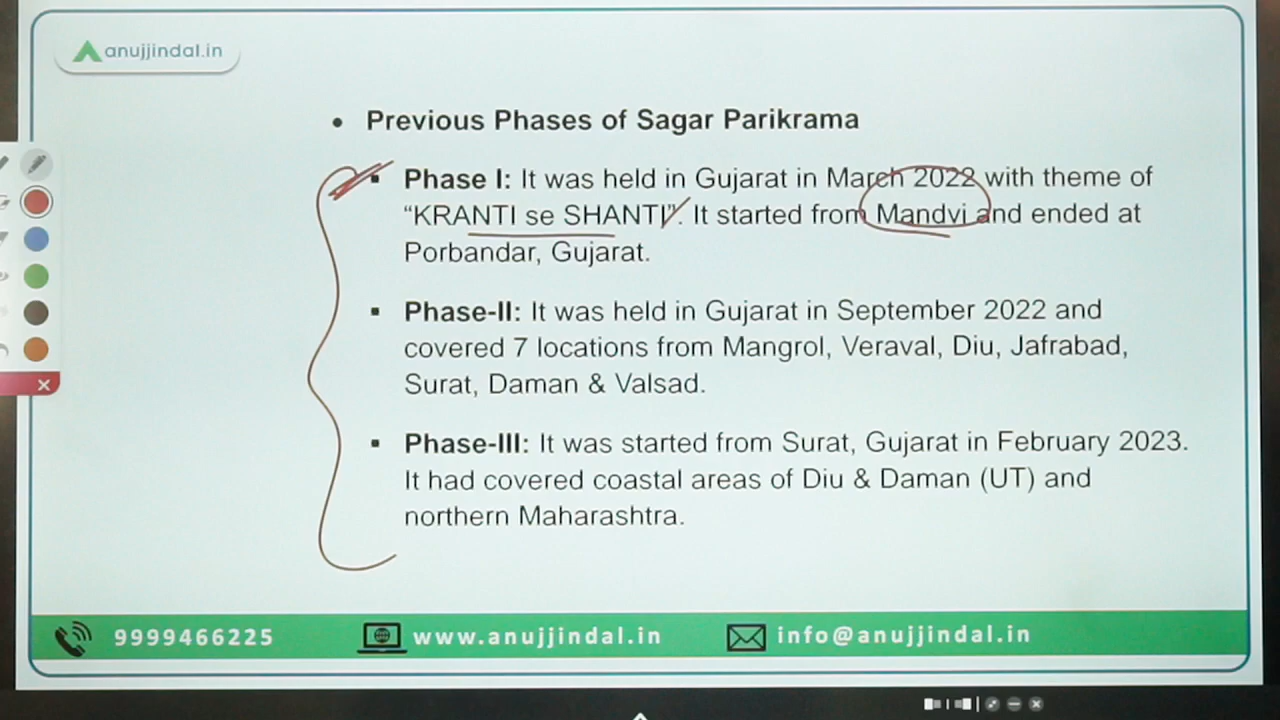 anujjindal.in
• Previous Phases of Sagar Parikrama
▪ Phase I: It was held in Gujarat in March 2022 with theme of
“KRANTI se SHANTI”. It started from Mandvi and ended at
Porbandar, Gujarat.
▪ Phase-II: It was held in Gujarat in September 2022 and
covered 7 locations from Mangrol, Veraval, Diu, Jafrabad,
Surat, Daman & Valsad.
▪ Phase-III: It was started from Surat, Gujarat in February 2023.
It had covered coastal areas of Diu & Daman (UT) and
northern Maharashtra.
9999466225 www.anujjindal.in info@anujjindal.in